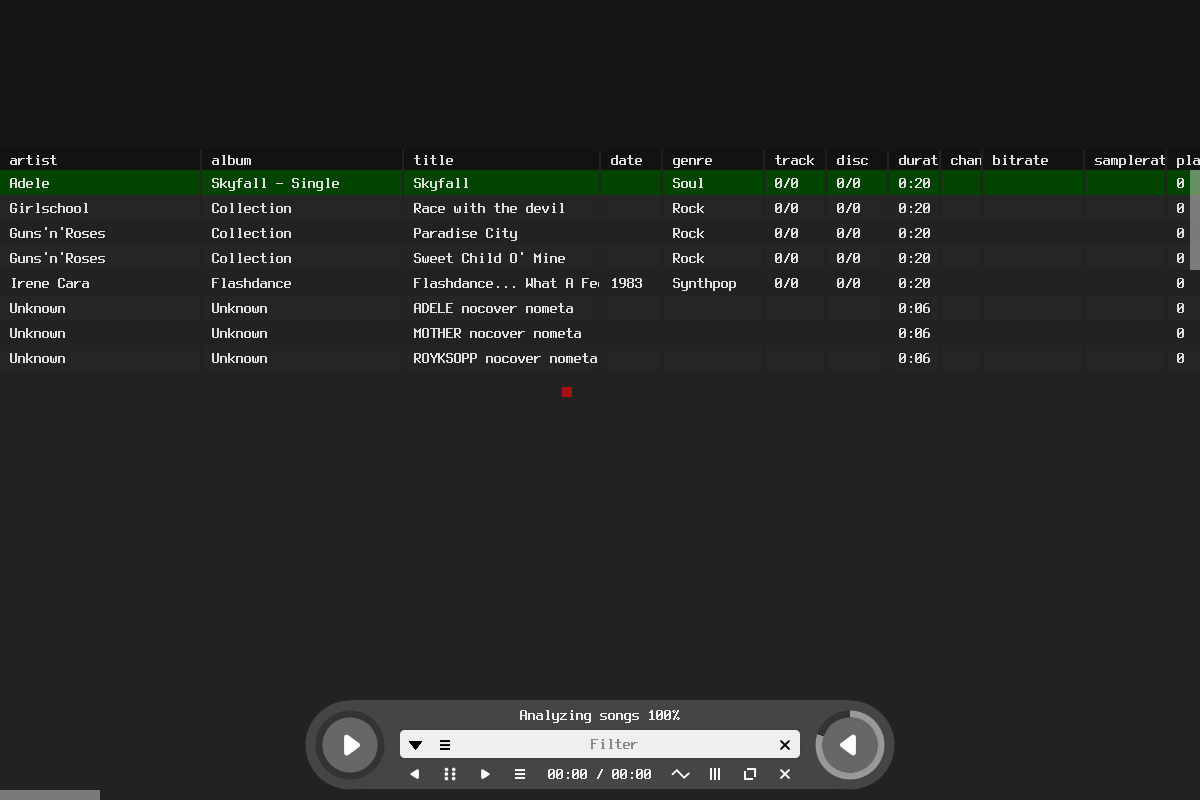 artist album title date genre track disc durat chan bitrate samplerat pla
Adele Skyfall - Single Skyfall Soul 0/0 0/0 0:20 0
Girlschool Collection Race with the devil Rock 0/0 0/0 0:20 0
Guns'n'Roses Collection Paradise City Rock 0/0 0/0 0:20 0
Guns'n'Roses Collection Sweet Child O' Mine Rock 0/0 0/0 0:20 0
Irene Cara Flashdance Flashdance... What A Fe 1983 Synthpop 0/0 0/0 0:20 0
Unknown Unknown ADELE nocover nometa 0:06 0
Unknown Unknown MOTHER nocover nometa 0:06 0
Unknown Unknown ROYKSOPP nocover nometa 0:06 0
Analyzing songs 100%
Filter
00:00 / 00:00